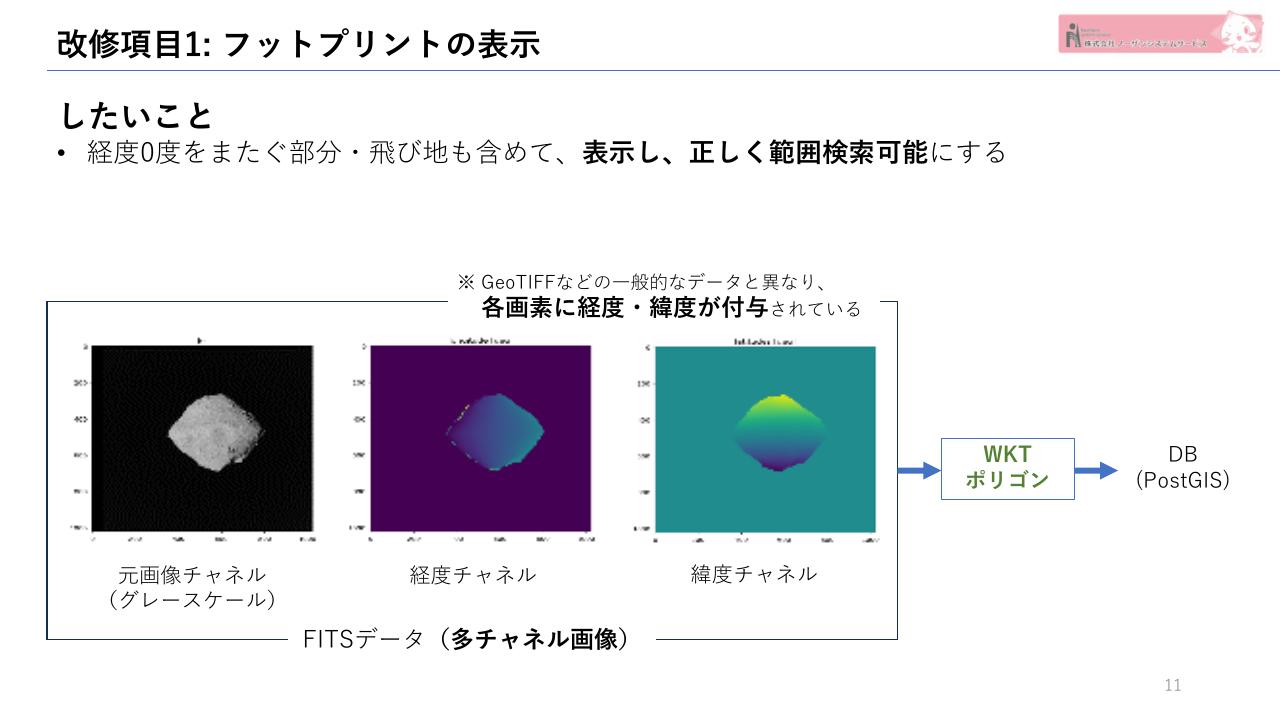 改修項目1: フットプリントの表示
株式会社 ノーザンシステムサービス
したいこと
• 経度0度をまたぐ部分・飛び地も含めて、表示し、正しく範囲検索可能にする
※ GeoTIFFなどの一般的なデータと異なり、
各画素に経度・緯度が付与されている
WKT
ポリゴン
DB
(PostGIS)
元画像チャネル
（グレースケール）
経度チャネル
緯度チャネル
FITSデータ（多チャネル画像）
11